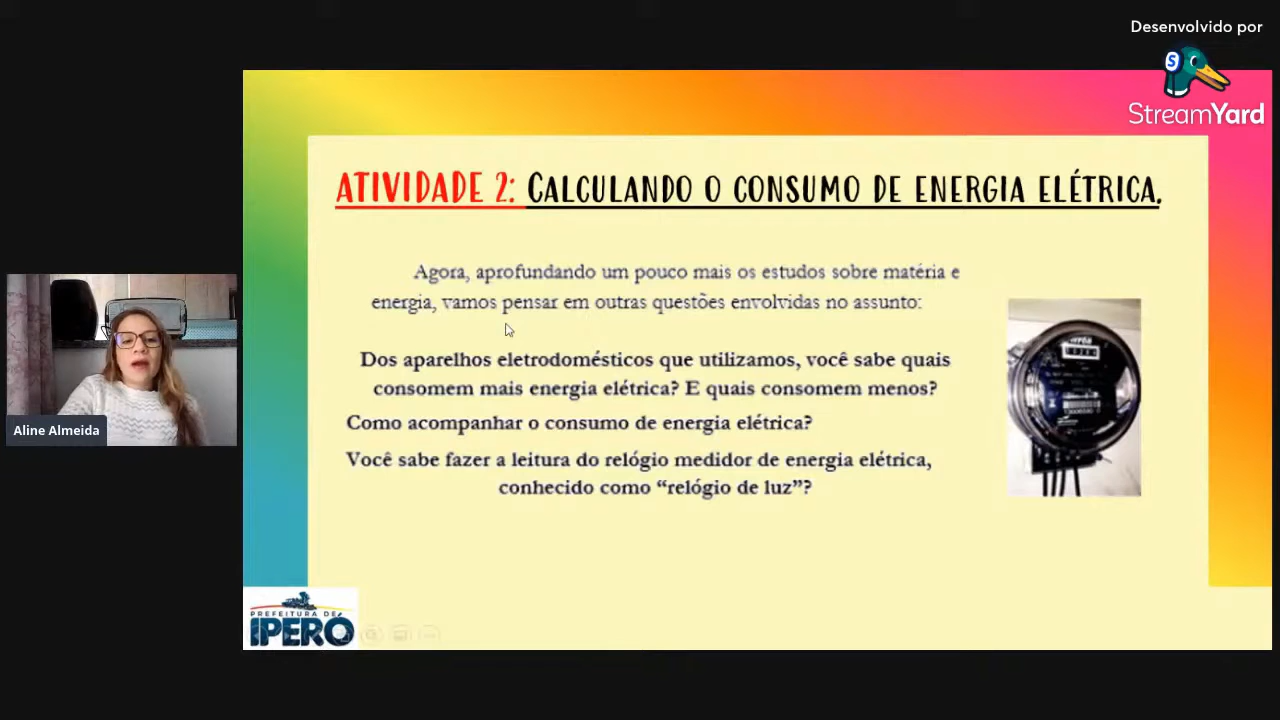 Desenvolvido por
StreamYard
ATIVIDADE 2: CALCULANDO O CONSUMO DE ENERGIA ELÉTRICA.
Agora, aprofundando um pouco mais os estudos sobre matéria e
energia, vamos pensar em outras questões envolvidas no assunto:
Dos aparelhos eletrodomésticos que utilizamos, você sabe quais
consomem mais energia elétrica? E quais consomem menos?
Como acompanhar o consumo de energia elétrica?
Você sabe fazer a leitura do relógio medidor de energia elétrica,
conhecido como “relógio de luz”?
Aline Almeida
PREFEITURA DE
IPERÓ